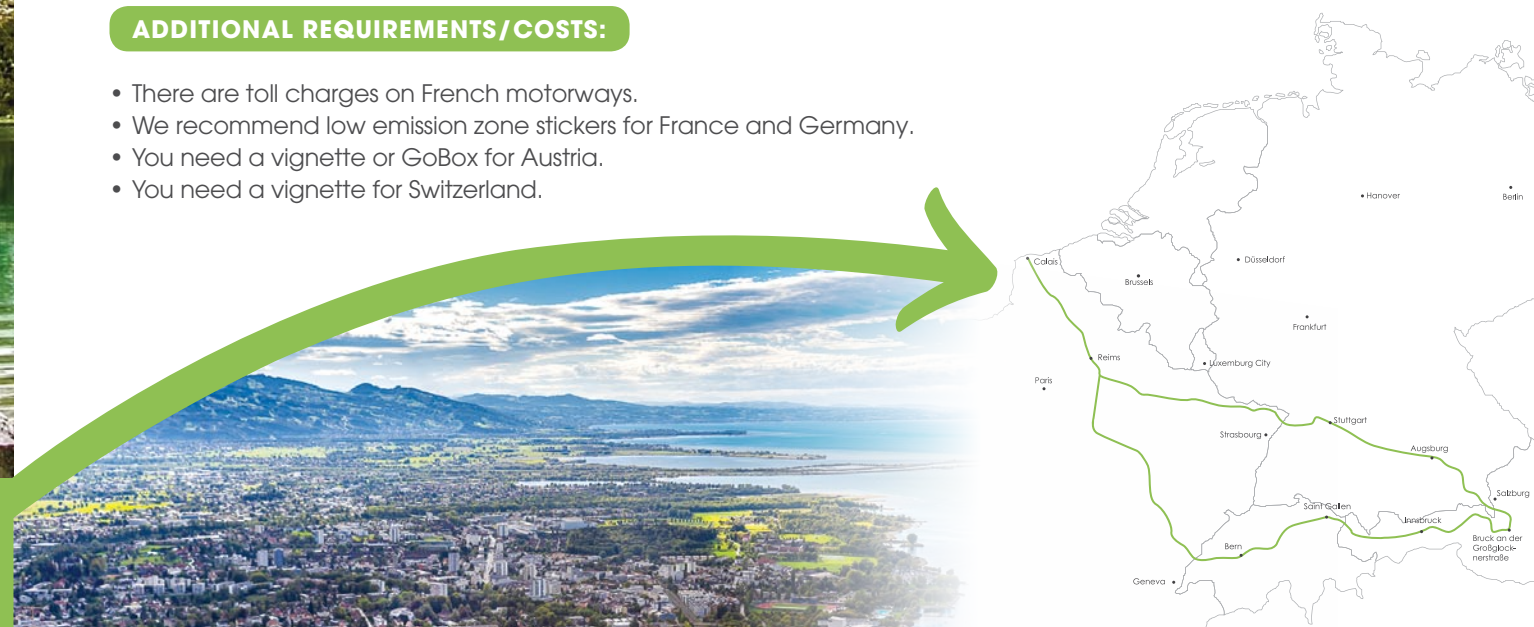 ADDITIONAL REQUIREMENTS/COSTS:
• There are toll charges on French motorways.
• We recommend low emission zone stickers for France and Germany.
• You need a vignette or GoBox for Austria.
• You need a vignette for Switzerland.
Hanover
Berlin
Calais
Düsseldorf
Brussels
Frankfurt
Reims
Luxemburg City
Paris
Stuttgart
Strasbourg
Augsburg
Salzburg
Saint Gallen
Innsbruck
Bern
Bruck an der
Großglock-
nerstraße
Geneva